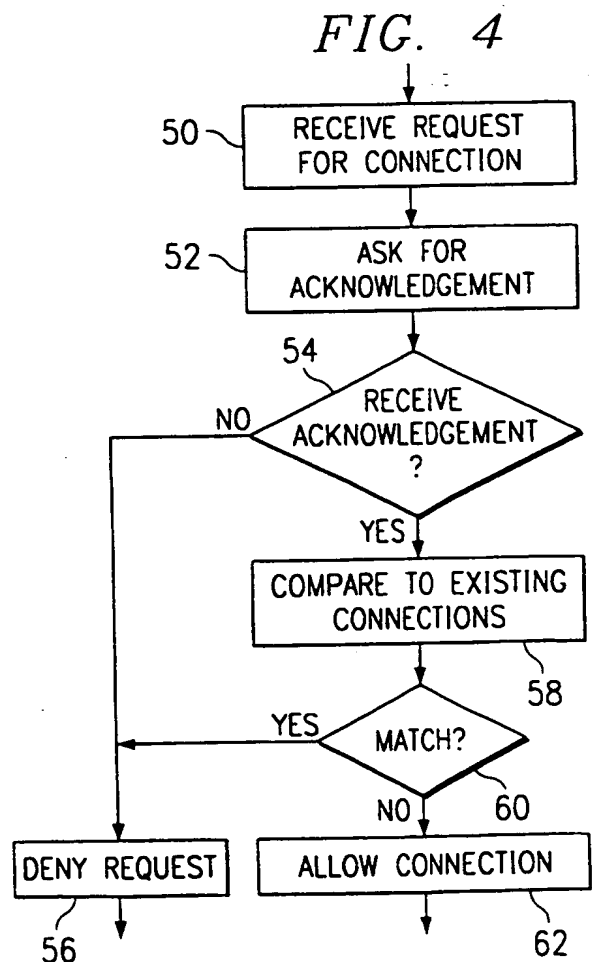 FIG. 4
50
RECEIVE REQUEST
FOR CONNECTION
52
ASK FOR
ACKNOWLEDGEMENT
54
RECEIVE
ACKNOWLEDGEMENT
?
NO
YES
COMPARE TO EXISTING
CONNECTIONS
58
YES
MATCH?
60
NO
DENY REQUEST
56
ALLOW CONNECTION
62